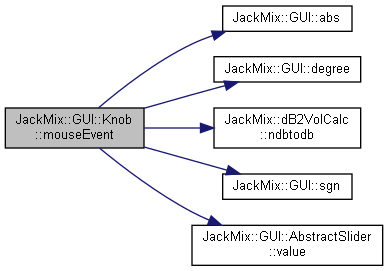 JackMix::GUI::abs
JackMix::GUI::degree
JackMix::GUI::Knob
::mouseEvent
JackMix::dB2VolCalc
::ndbtodb
JackMix::GUI::sgn
JackMix::GUI::AbstractSlider
::value